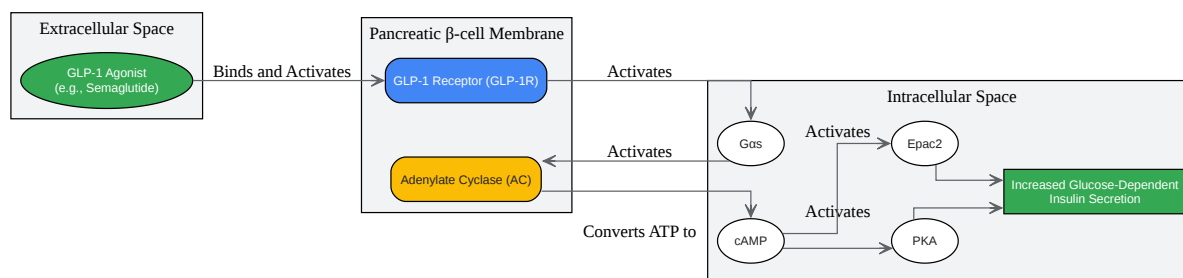 Extracellular Space
GLP-1 Agonist
(e.g., Semaglutide)
Binds and Activates
Pancreatic β-cell Membrane
GLP-1 Receptor (GLP-1R)
Adenylate Cyclase (AC)
Activates
Activates
Converts ATP to
Intracellular Space
Gαs
cAMP
Activates
Activates
Epac2
PKA
Increased Glucose-Dependent
Insulin Secretion